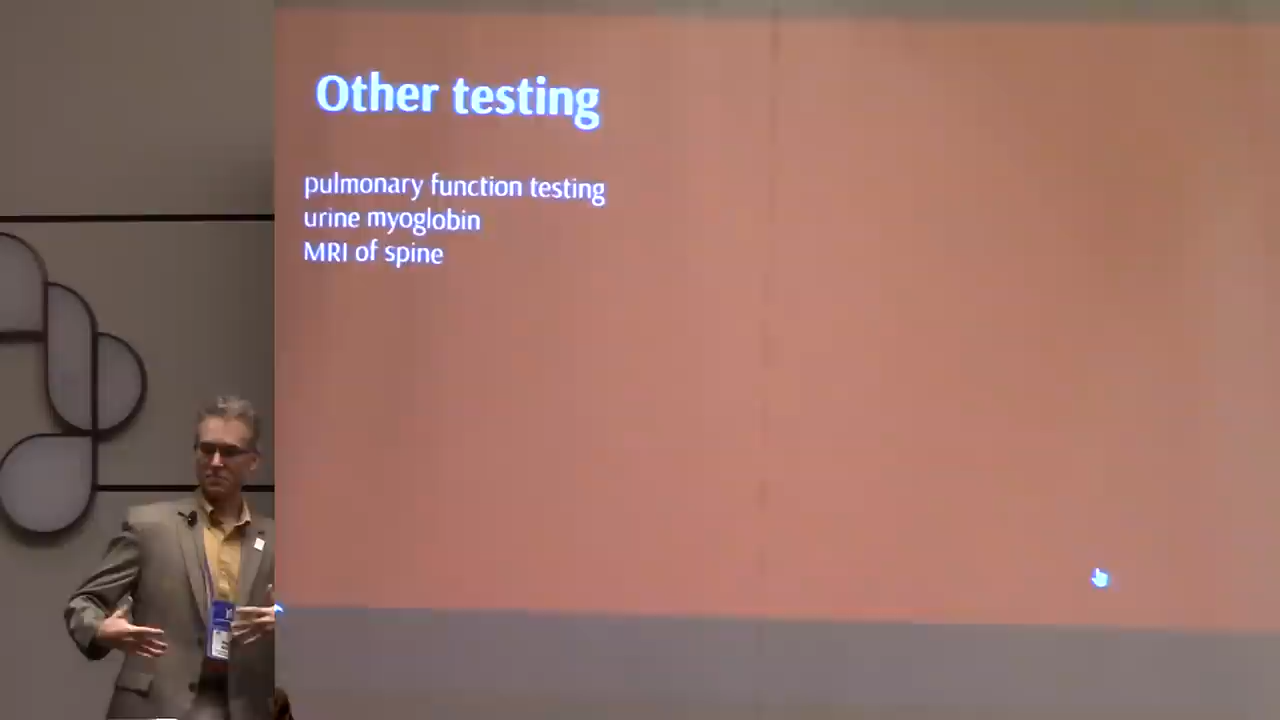 Other testing
pulmonary function testing
urine myoglobin
MRI of spine